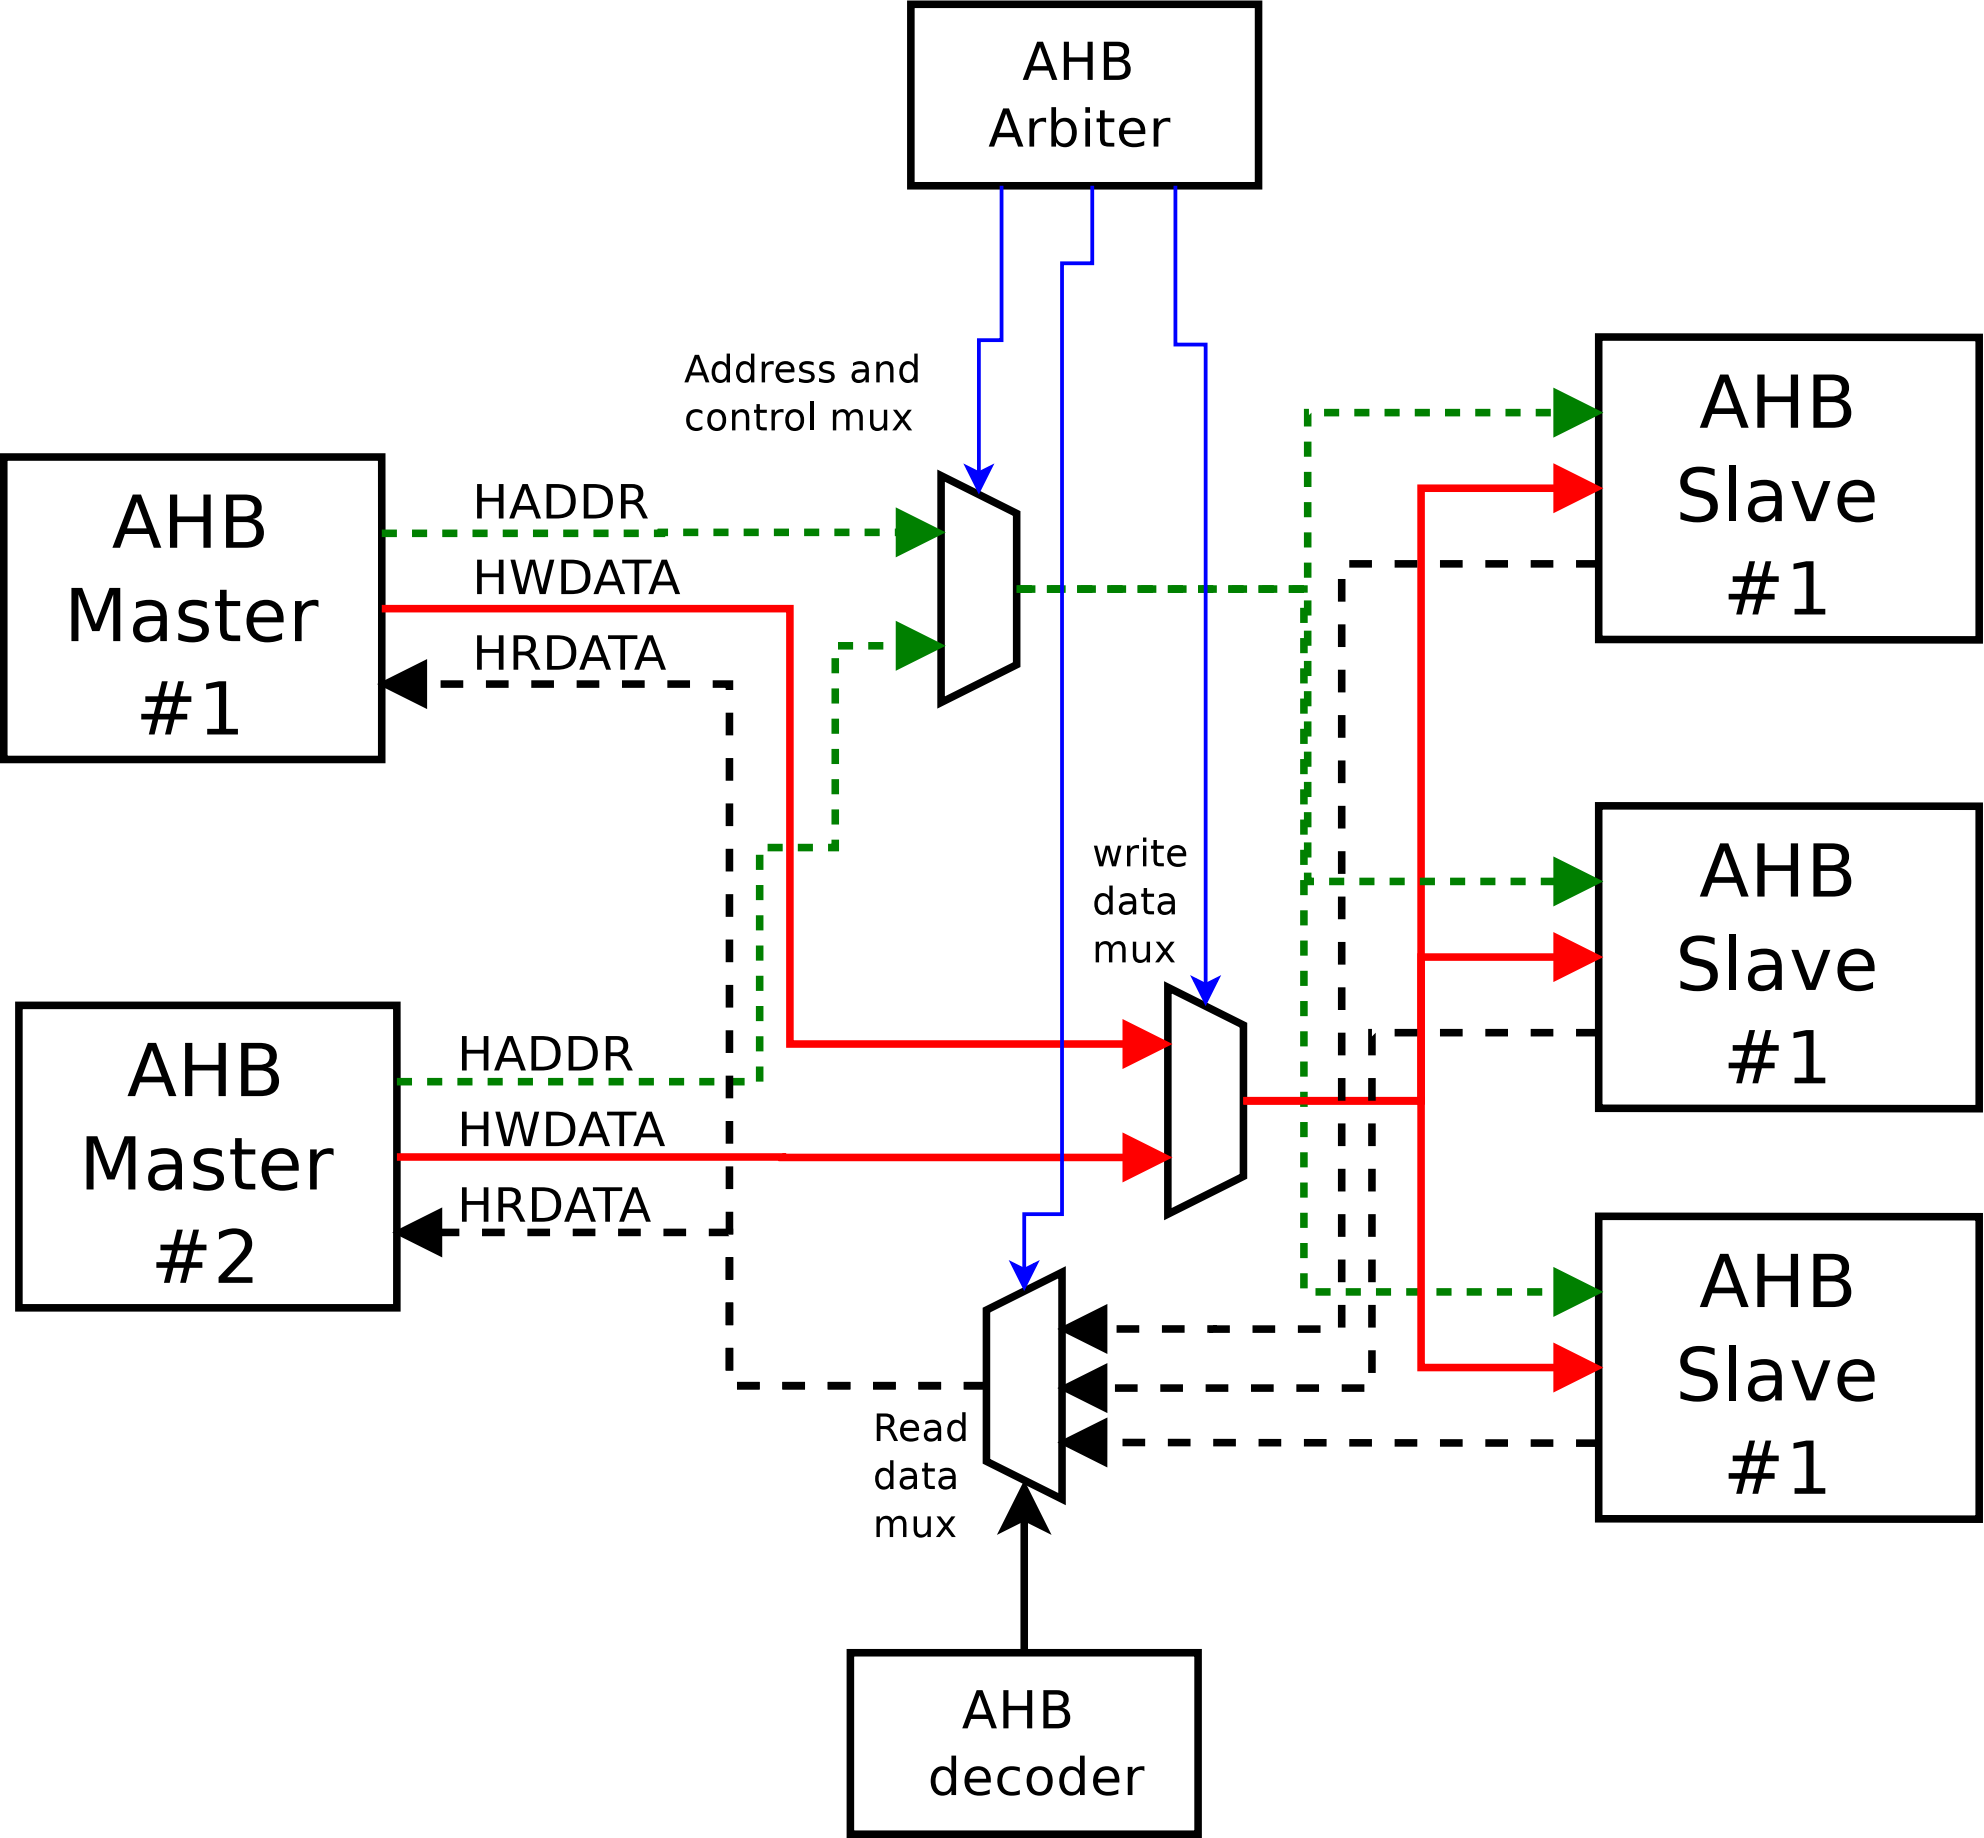 AHB
Arbiter
Address and
control mux
AHB
Master
#1
HADDR
HWDATA
HRDATA
AHB
Slave
#1
write
data
mux
AHB
Slave
#1
AHB
Master
#2
HADDR
HWDATA
HRDATA
AHB
Slave
#1
Read
data
mux
AHB
decoder